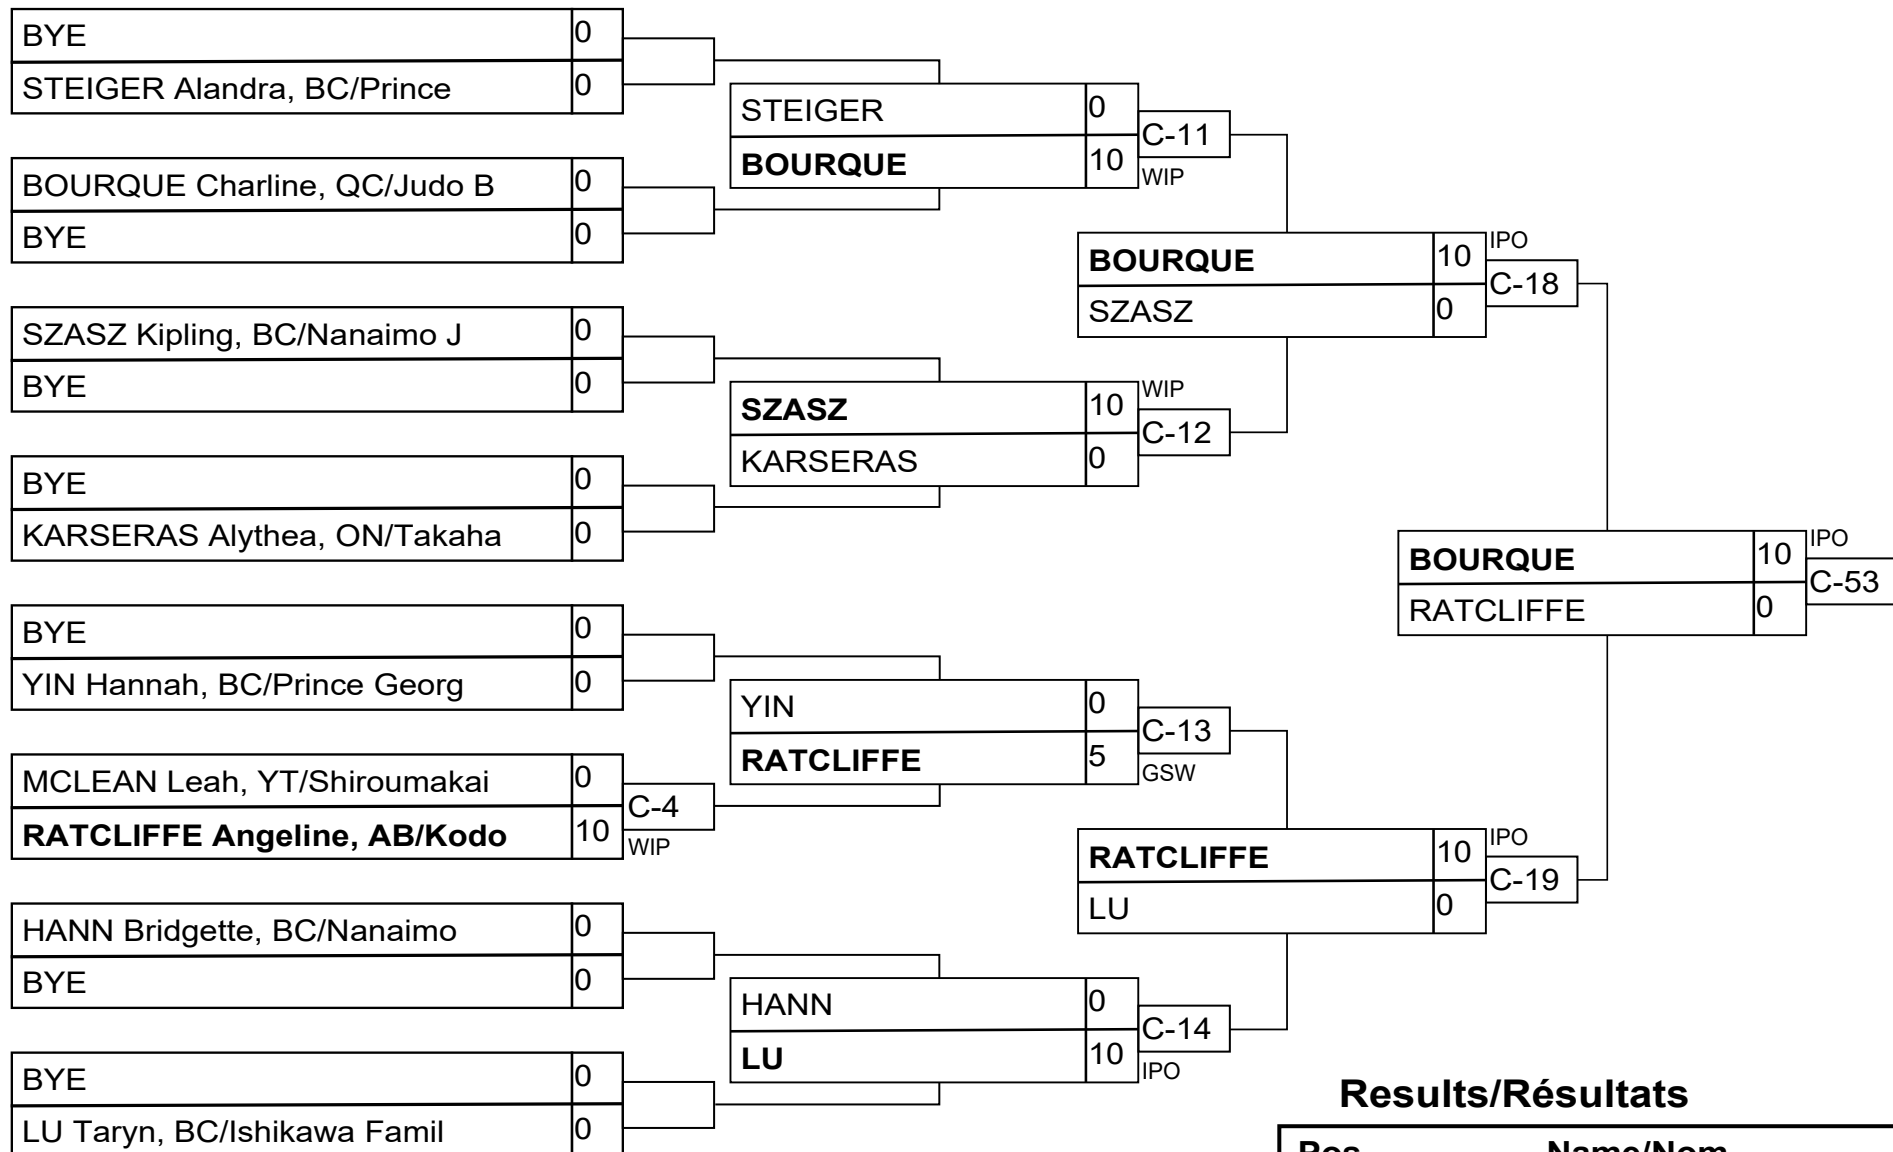 BYE 0
STEIGER Alandra, BC/Prince 0
BOURQUE Charline, QC/Judo B 0
BYE 0
SZASZ Kipling, BC/Nanaimo J 0
BYE 0
BYE 0
KARSERAS Alythea, ON/Takaha 0
BYE 0
YIN Hannah, BC/Prince Georg 0
MCLEAN Leah, YT/Shiroumakai 0
RATCLIFFE Angeline, AB/Kodo 10
C-4
WIP
HANN Bridgette, BC/Nanaimo 0
BYE 0
BYE 0
LU Taryn, BC/Ishikawa Famil 0
STEIGER 0
BOURQUE 10
C-11
WIP
SZASZ 10
KARSERAS 0
WIP
C-12
YIN 0
RATCLIFFE 5
C-13
GSW
HANN 0
LU 10
C-14
IPO
BOURQUE 10
SZASZ 0
IPO
C-18
RATCLIFFE 10
LU 0
IPO
C-19
BOURQUE 10
RATCLIFFE 0
IPO
C-53
Results/Résultats
Pos Name/Nom